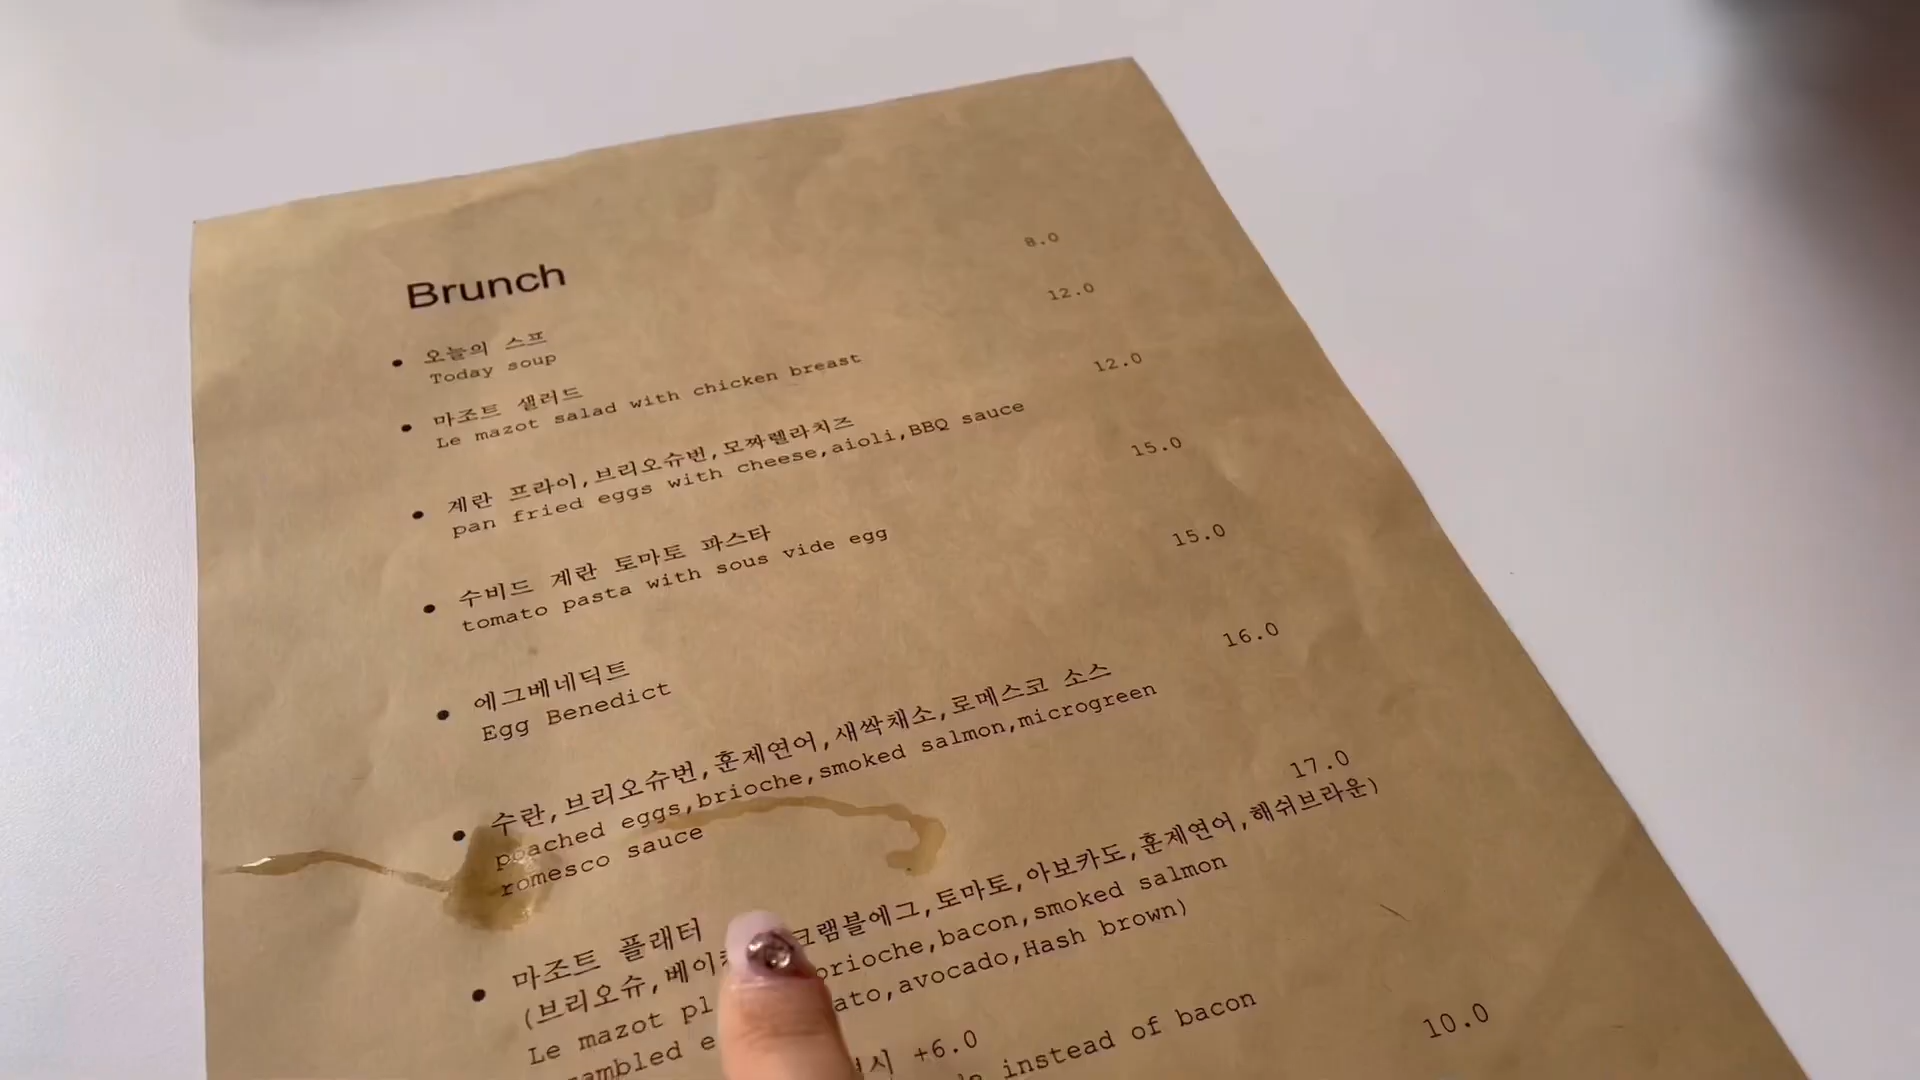 Brunch
8.0
오늘의 스프
Today soup
12.0
마조트 샐러드
Le mazot salad with chicken breast
12.0
계란 프라이,브리오슈번,모짜렐라치즈
pan fried eggs with cheese,aioli,BBQ sauce
15.0
수비드 계란 토마토 파스타
tomato pasta with sous vide egg
15.0
에그베네딕트
Egg Benedict
16.0
수란,브리오슈번,훈제연어,새싹채소,로메스코 소스
poached eggs,brioche,smoked salmon,microgreen
romesco sauce
17.0
마조트 플래터
(브리오슈, 크램블에그,토마토,아보카도,훈제연어,해쉬브라운)
Le mazot brioche,bacon,smoked salmon
avocado,Hash brown)
+6.0
instead of bacon
10.0